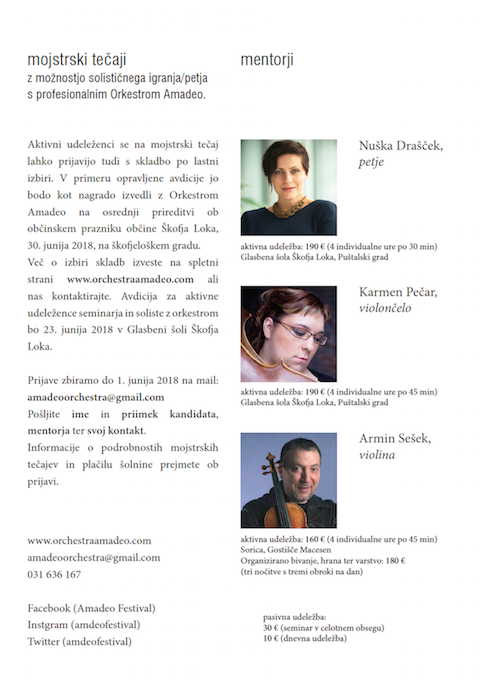 mojstrski tečaji
z možnostjo solističnega igranja/petja
s profesionalnim Orkestrom Amadeo.
Aktivni udeleženci se na mojstrski tečaj
lahko prijavijo tudi s skladbo po lastni
izbiri. V primeru opravljene avdicije jo
bodo kot nagrado izvedli z Orkestrom
Amadeo na osrednji prireditvi ob
občinskem prazniku občine Škofja Loka,
30. junija 2018, na škofjeloškem gradu.
Več o izbiri skladb izveste na spletni
strani www.orchestraamadeo.com ali
nas kontaktirajte. Avdicija za aktivne
udeležence seminarja in soliste z orkestrom
bo 23. junija 2018 v Glasbeni šoli Škofja
Loka.
Prijave zbiramo do 1. junija 2018 na mail:
amadeoorchestra@gmail.com
Pošljite ime in priimek kandidata,
mentorja ter svoj kontakt.
Informacije o podrobnostih mojstrskih
tečajev in plačilu šolnine prejmete ob
prijavi.
www.orchestraamadeo.com
amadeoorchestra@gmail.com
031 636 167
Facebook (Amadeo Festival)
Instgram (amdeofestival)
Twitter (amdeofestival)
mentorji
Nuška Drašček,
petje
aktivna udeležba: 190 € (4 individualne ure po 30 min)
Glasbena šola Škofja Loka, Puštalski grad
Karmen Pečar,
violončelo
aktivna udeležba: 190 € (4 individualne ure po 45 min)
Glasbena šola Škofja Loka, Puštalski grad
Armin Sešek,
violina
aktivna udeležba: 160 € (4 individualne ure po 45 min)
Sorica, Gostišče Macesen
Organizirano bivanje, hrana ter varstvo: 180 €
(tri nočitve s tremi obroki na dan)
pasivna udeležba:
30 € (seminar v celotnem obsegu)
10 € (dnevna udeležba)